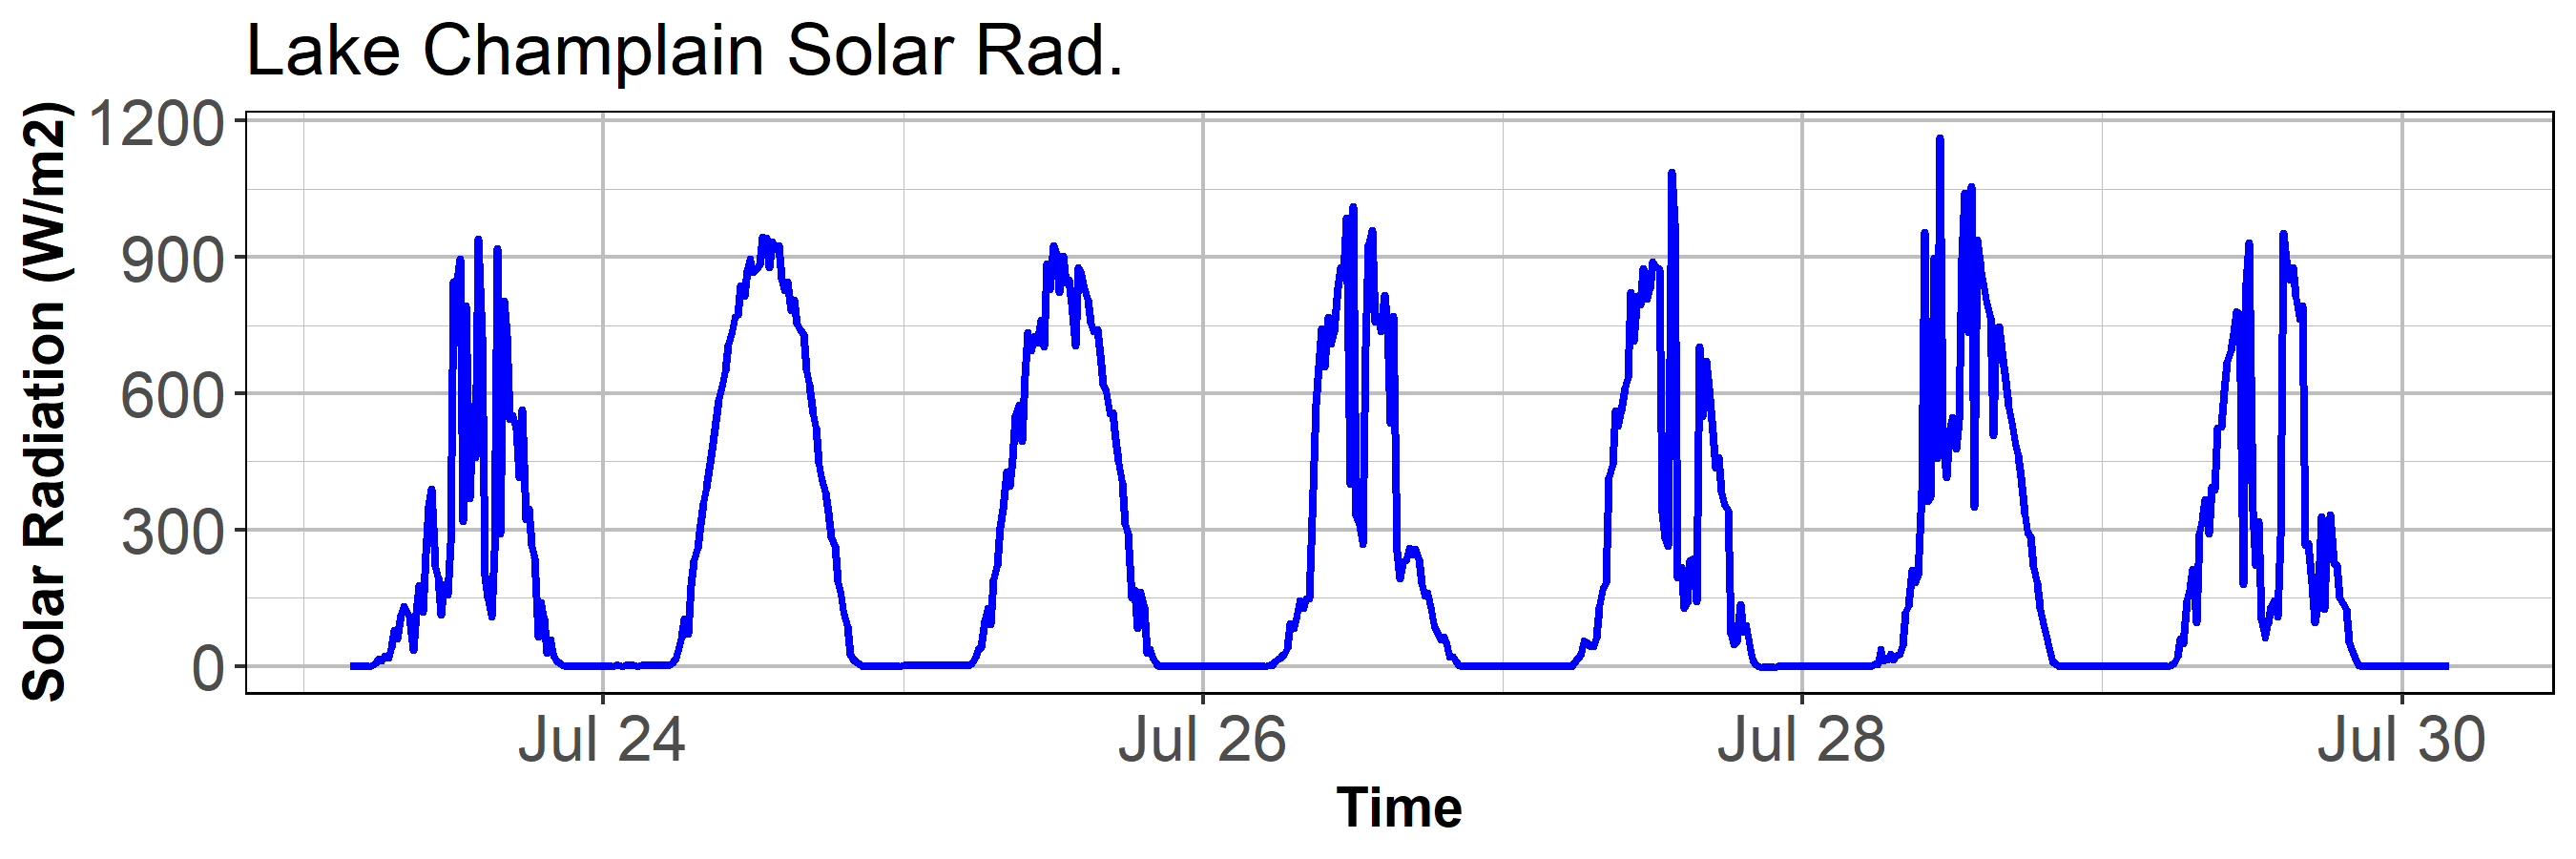 Lake Champlain Solar Rad.
Solar Radiation (W/m2)
1200
900
600
300
0
Jul 24 Jul 26 Jul 28 Jul 30
Time